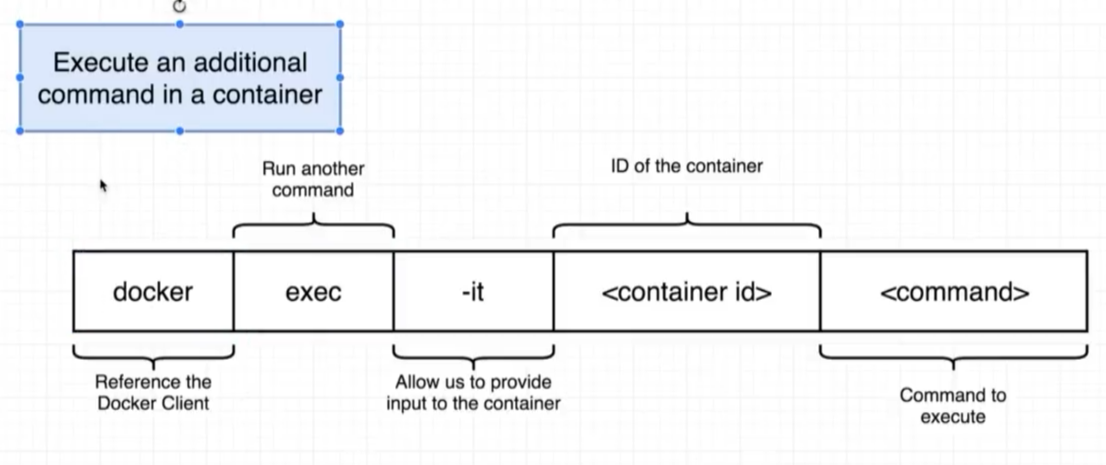 Execute an additional
command in a container
Run another
command
ID of the container
docker
exec
-it
<container id>
<command>
Reference the
Docker Client
Allow us to provide
input to the container
Command to
execute